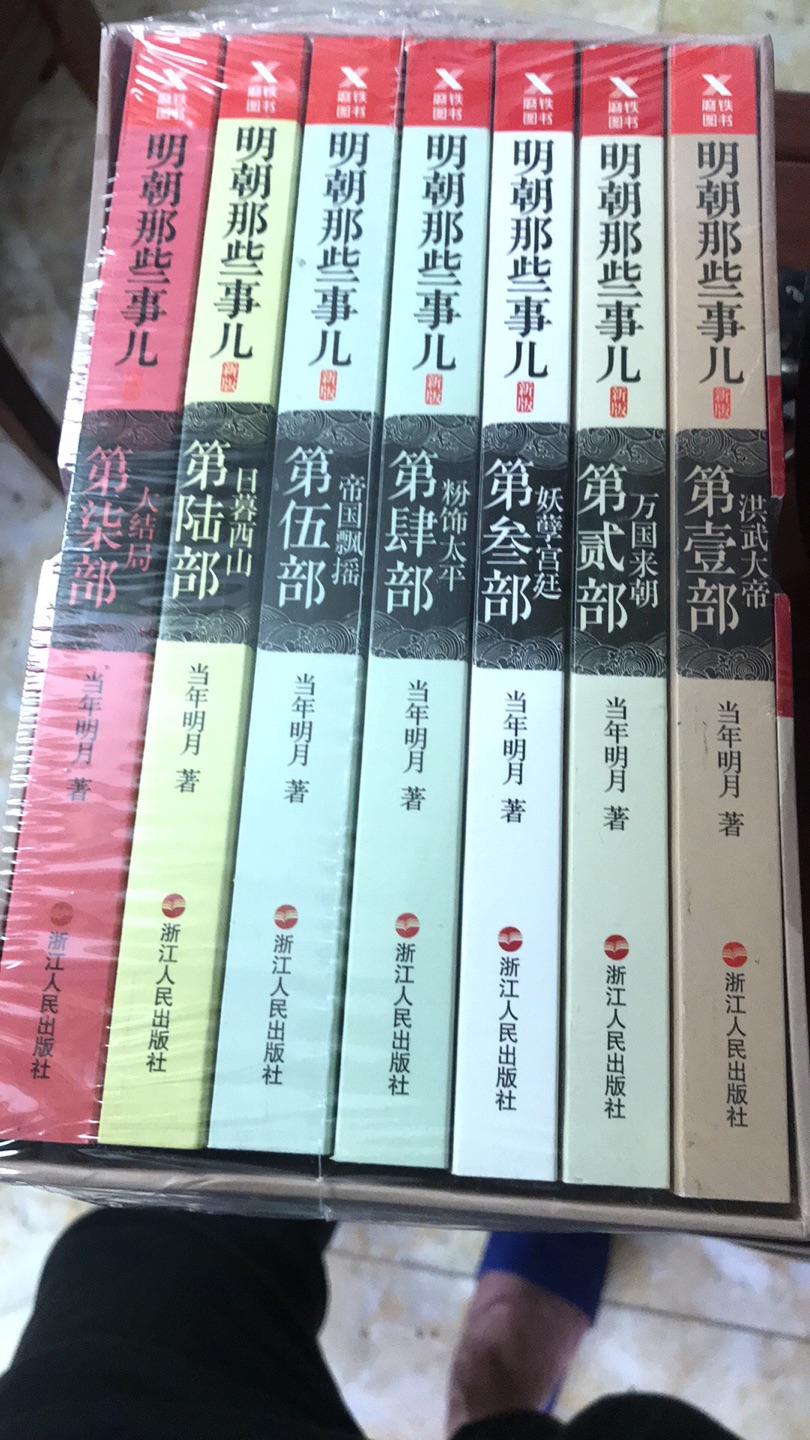 磨铁图书
明朝那些事儿
新版
第柒部
大结局
当年明月 著
浙江人民出版社
磨铁图书
明朝那些事儿
新版
第陆部
日暮西山
当年明月 著
浙江人民出版社
磨铁图书
明朝那些事儿
新版
第伍部
帝国飘摇
当年明月 著
浙江人民出版社
磨铁图书
明朝那些事儿
新版
第肆部
粉饰太平
当年明月 著
浙江人民出版社
磨铁图书
明朝那些事儿
新版
第叁部
妖孽宫廷
当年明月 著
浙江人民出版社
磨铁图书
明朝那些事儿
新版
第贰部
万国来朝
当年明月 著
浙江人民出版社
磨铁图书
明朝那些事儿
新版
第壹部
洪武大帝
当年明月 著
浙江人民出版社